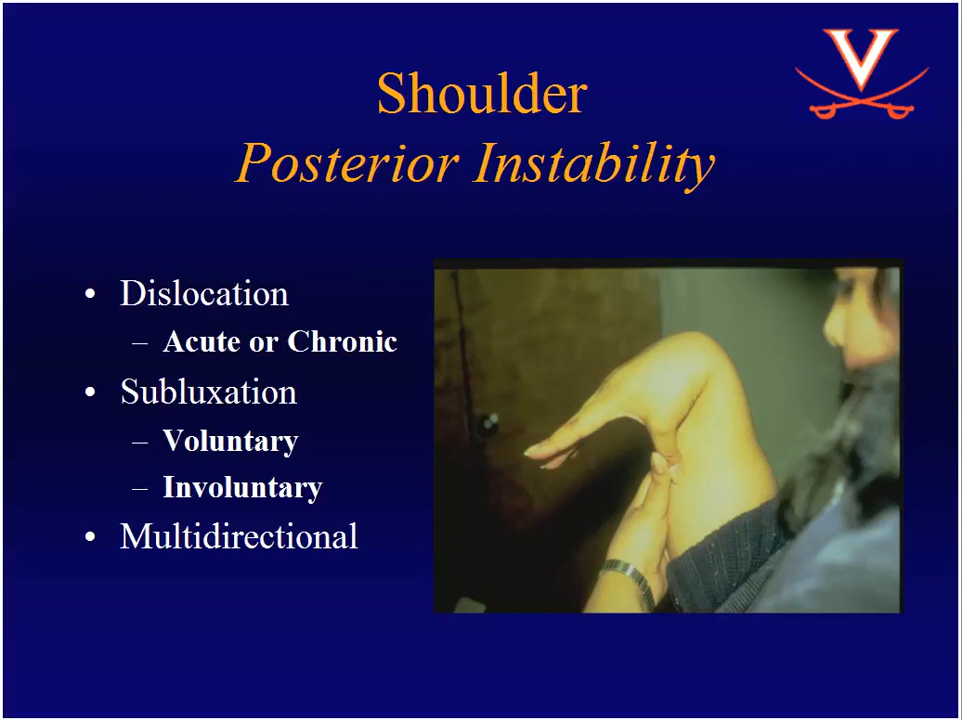 Shoulder
Posterior Instability
• Dislocation
– Acute or Chronic
• Subluxation
– Voluntary
– Involuntary
• Multidirectional
V